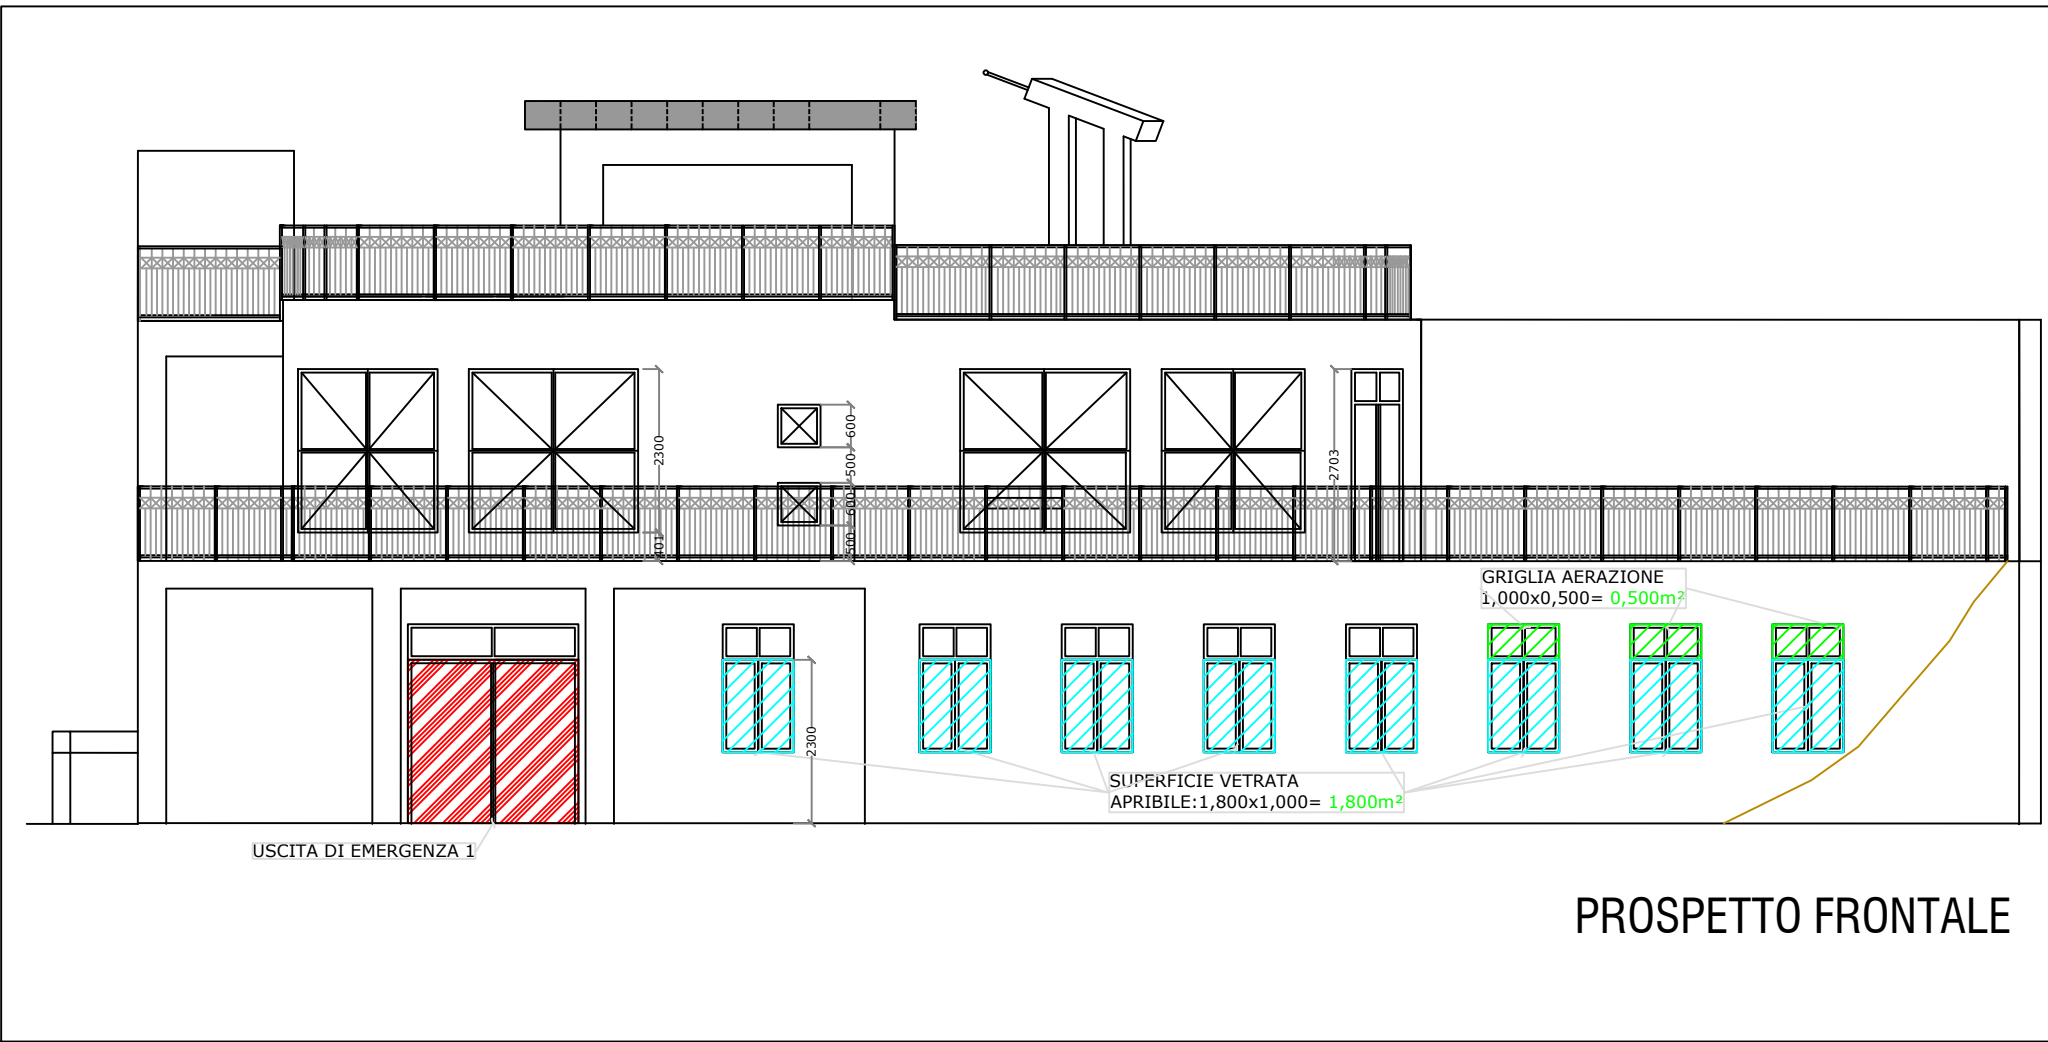 2300
401
600
500
600
500
2703
GRIGLIA AERAZIONE
1,000x0,500= 0,500m²
2300
SUPERFICIE VETRATA
APRIBILE:1,800x1,000= 1,800m²
USCITA DI EMERGENZA 1
PROSPETTO FRONTALE